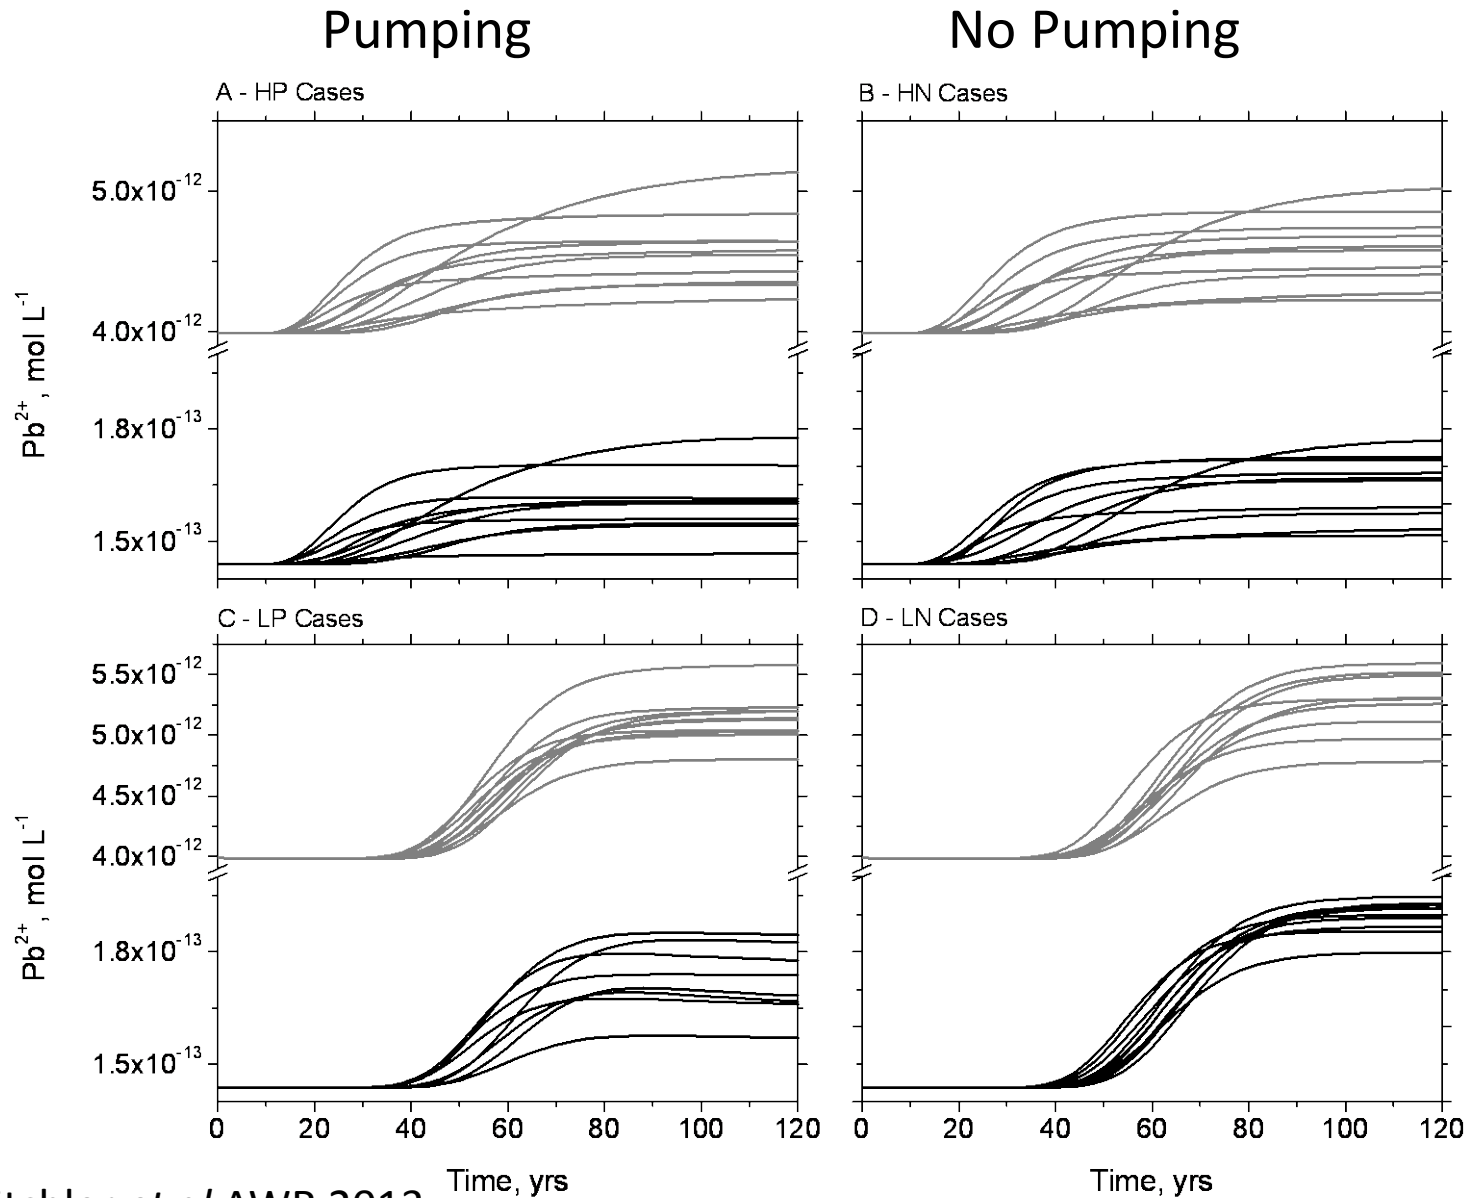 Pumping
No Pumping
A - HP Cases
B - HN Cases
5.0x10⁻¹²
4.0x10⁻¹²
1.8x10⁻¹³
1.5x10⁻¹³
Pb²⁺, mol L⁻¹
C - LP Cases
D - LN Cases
5.5x10⁻¹²
5.0x10⁻¹²
4.5x10⁻¹²
4.0x10⁻¹²
1.8x10⁻¹³
1.5x10⁻¹³
Pb²⁺, mol L⁻¹
0 20 40 60 80 100 120
0 20 40 60 80 100 120
Time, yrs
Time, yrs